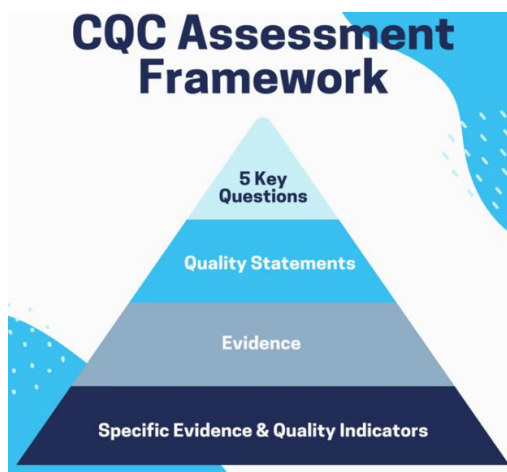 CQC Assessment
Framework
5 Key
Questions
Quality Statements
Evidence
Specific Evidence & Quality Indicators